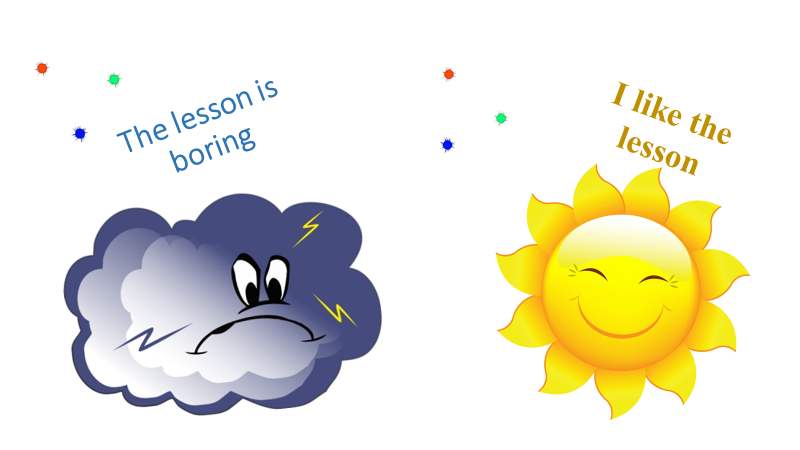 The lesson is
boring
I like the
lesson